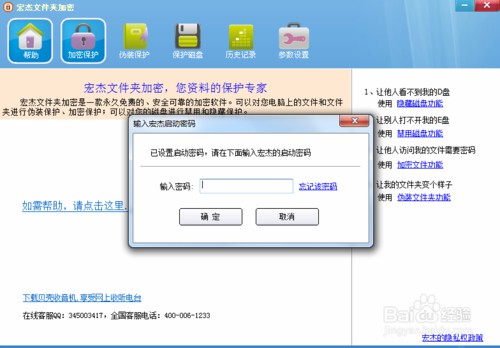 宏杰文件夹加密
帮助
加密保护
伪装保护
保护磁盘
历史记录
参数设置
宏杰文件夹加密，您资料的保护专家
宏杰文件夹加密是一款永久免费的、安全可靠的加密软件。可以对您电脑上的文件和文件
夹进行伪装保护、加密保护；可以对您的磁盘进行禁用和隐藏保护。
如需帮助，请点击这里.
下载贝壳收音机,享受网上收听电台
在线客服QQ：345003417，全国客服电话：400-006-1233
1、让他人看不到我的D盘
使用 隐藏磁盘功能
让别人打不开我的E盘
使用 禁用磁盘功能
让他人访问我的文件需要密码
使用 加密文件功能
让我的文件夹变个样子
使用 伪装文件夹功能
宏杰的隐私权政策
输入宏杰启动密码
已设置启动密码，请在下面输入宏杰的启动密码
输入密码:
忘记该密码
确 定
取消
Baidu 经验
jingyan.baidu.com